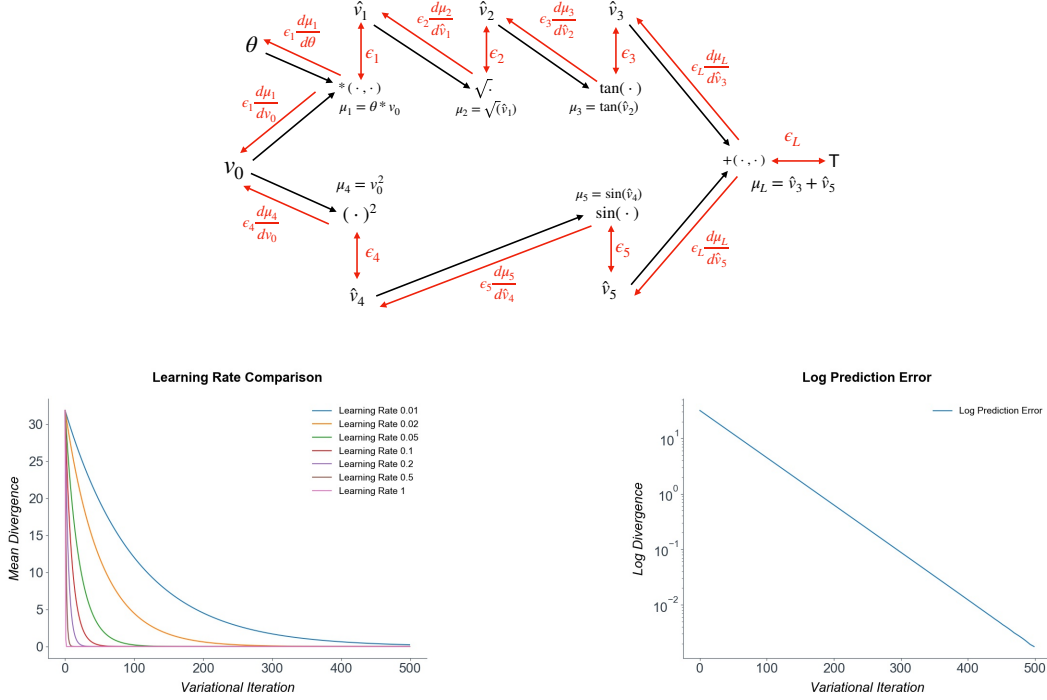 v̂₁ ϵ₂ dμ₂/dv̂₁ v̂₂ ϵ₃ dμ₃/dv̂₂ v̂₃
θ ϵ₁ dμ₁/dθ ϵ₁ ϵ₂ ϵ₃ ϵ_L dμ_L/dv̂₃
*(·,·) √· tan(·)
ϵ₁ dμ₁/dv₀ μ₁ = θ * v₀ μ₂ = √(v̂₁) μ₃ = tan(v̂₂)
ϵ_L
v₀ +(·,·) T
μ₄ = v₀² μ₅ = sin(v̂₄) μ_L = v̂₃ + v̂₅
ϵ₄ dμ₄/dv₀ (·)² sin(·)
ϵ₄ ϵ₅ ϵ_L dμ_L/dv̂₅
v̂₄ ϵ₅ dμ₅/dv̂₄ v̂₅
Learning Rate Comparison
Mean Divergence
30
25
20
15
10
5
0
Learning Rate 0.01
Learning Rate 0.02
Learning Rate 0.05
Learning Rate 0.1
Learning Rate 0.2
Learning Rate 0.5
Learning Rate 1
0 100 200 300 400 500
Variational Iteration
Log Prediction Error
Log Divergence
10¹
10⁰
10⁻¹
10⁻²
Log Prediction Error
0 100 200 300 400 500
Variational Iteration